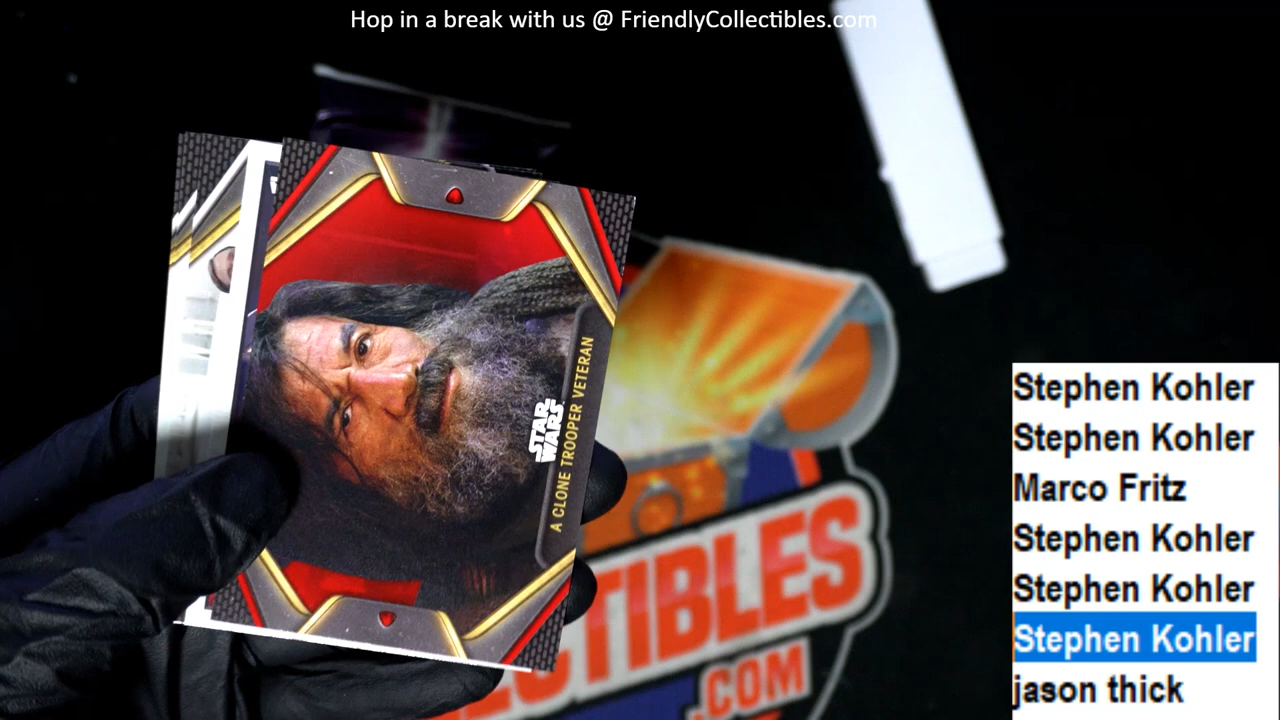 Hop in a break with us @ FriendlyCollectibles.com
STAR
WARS
A CLONE TROOPER VETERAN
CTIBLES
.COM
Stephen Kohler
Stephen Kohler
Marco Fritz
Stephen Kohler
Stephen Kohler
Stephen Kohler
jason thick